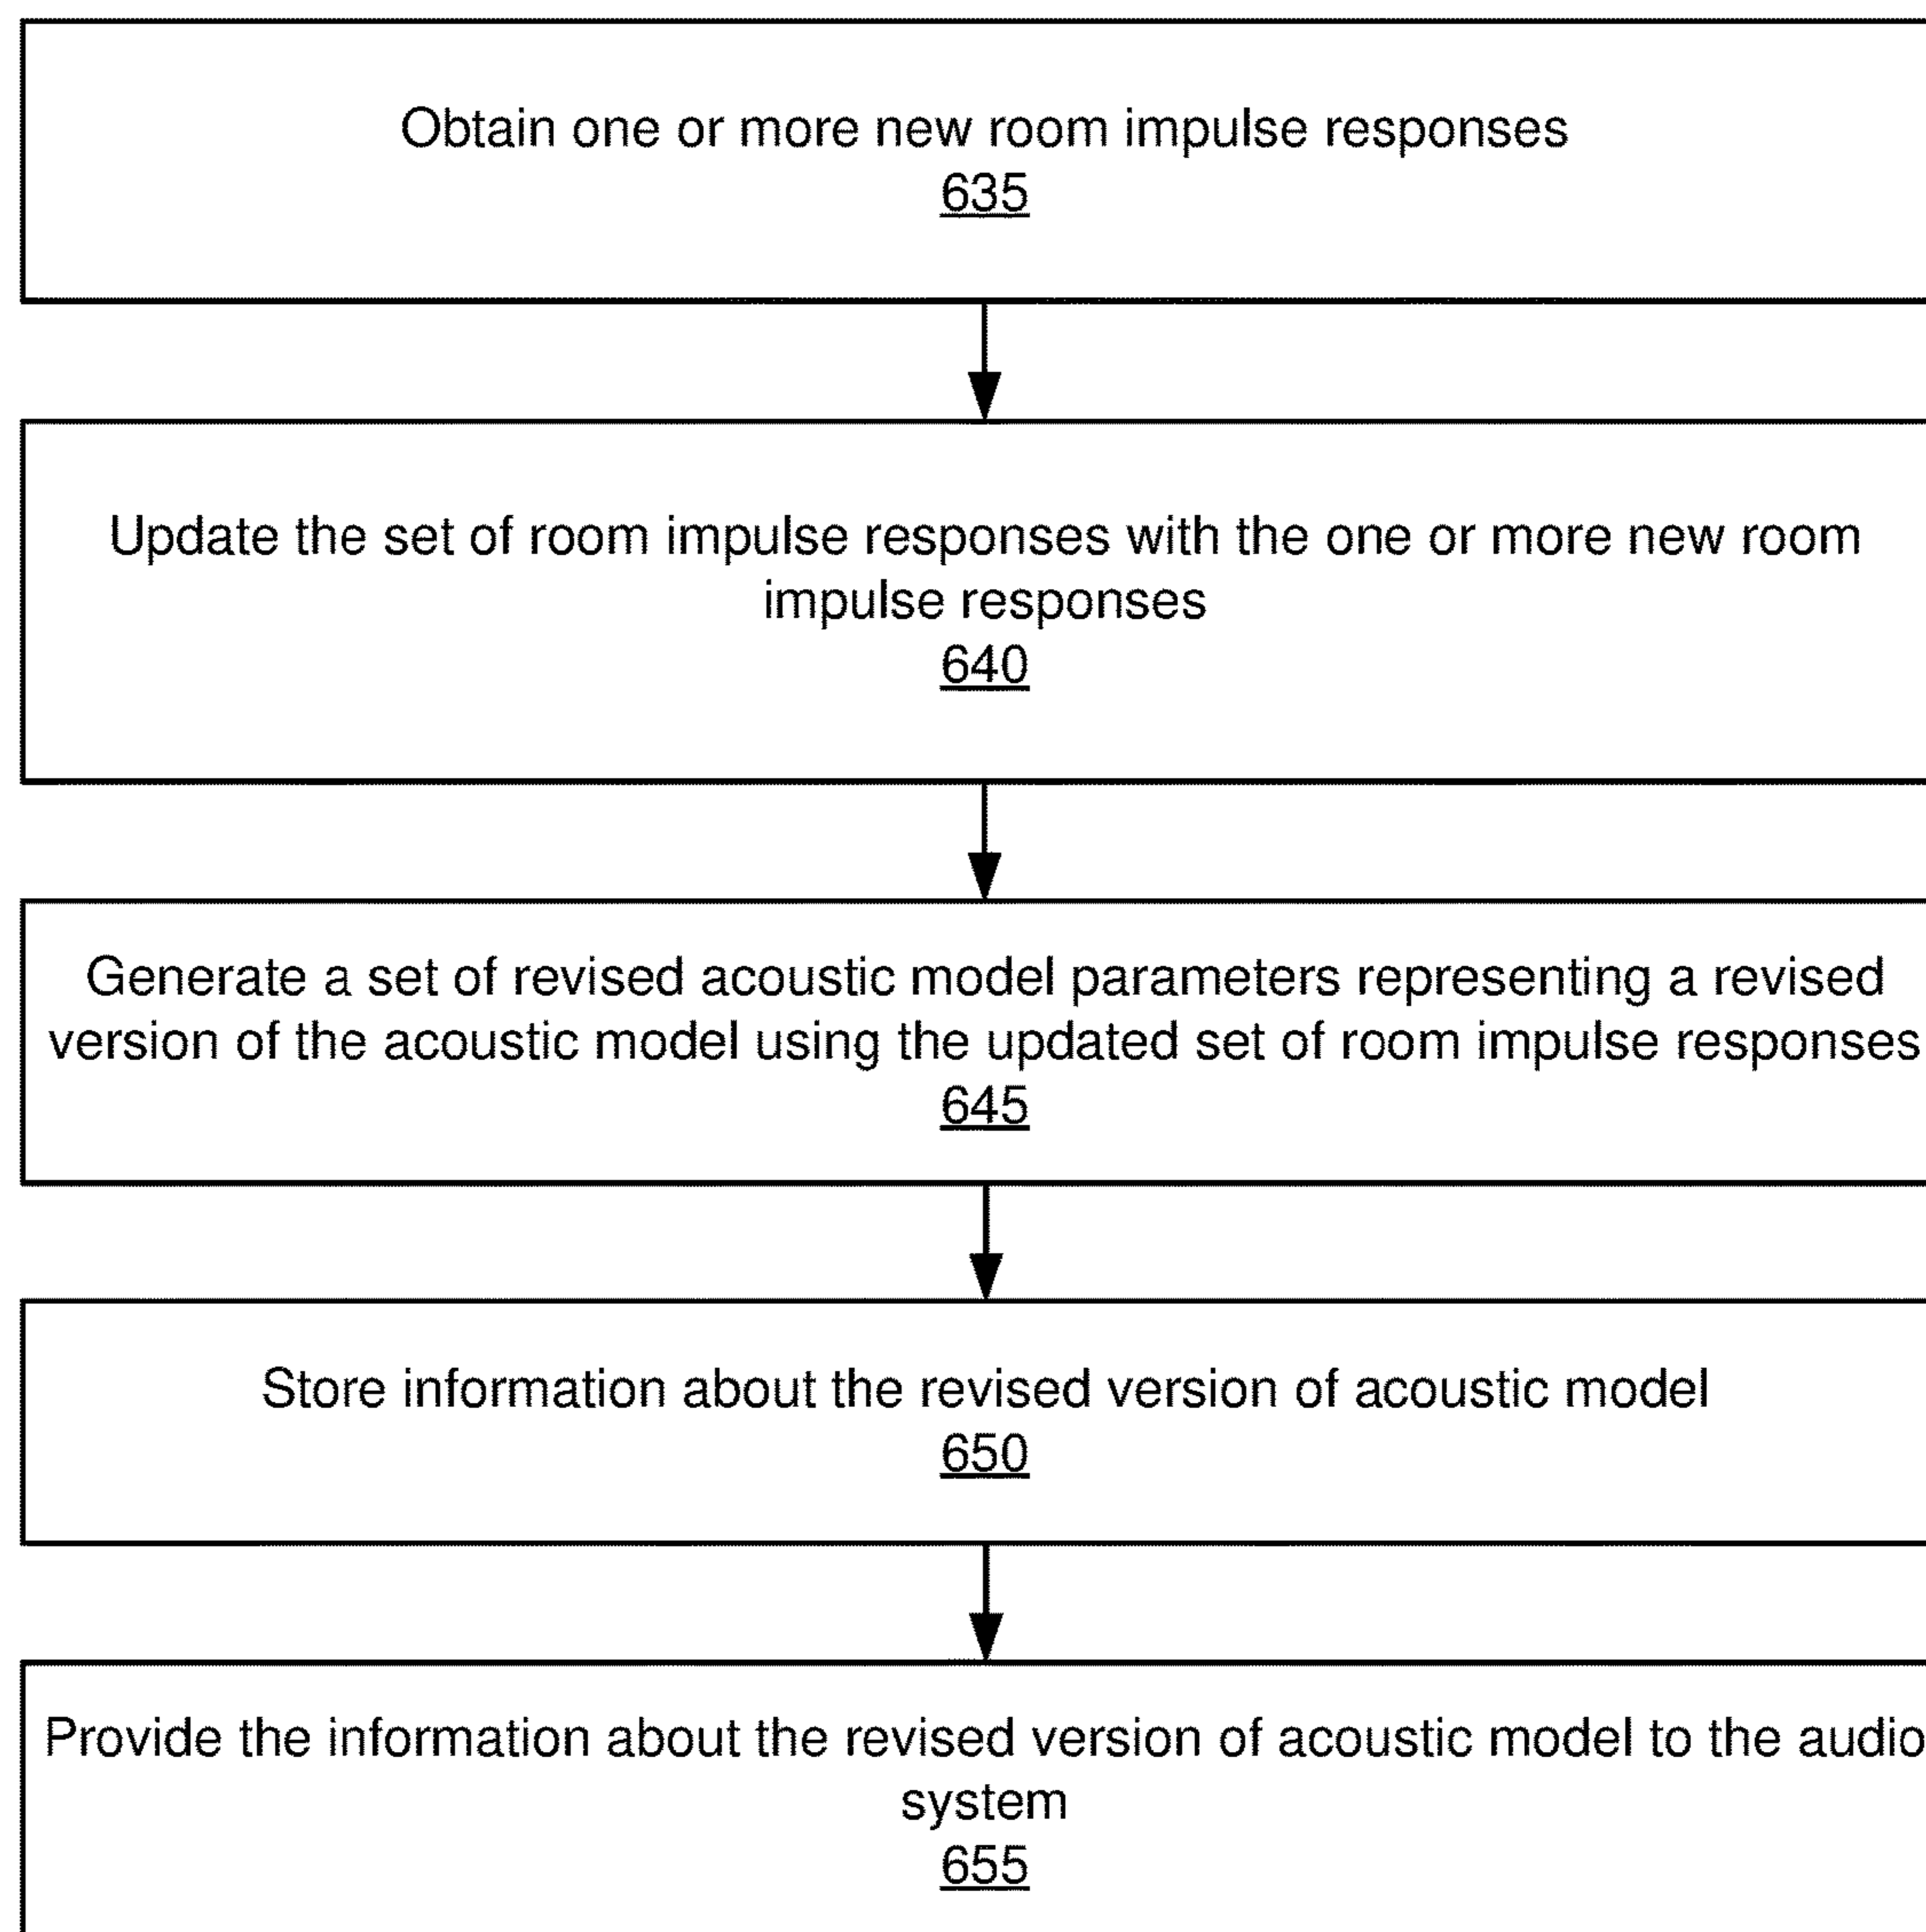 Obtain one or more new room impulse responses
635
Update the set of room impulse responses with the one or more new room
impulse responses
640
Generate a set of revised acoustic model parameters representing a revised
version of the acoustic model using the updated set of room impulse responses
645
Store information about the revised version of acoustic model
650
Provide the information about the revised version of acoustic model to the audio
system
655